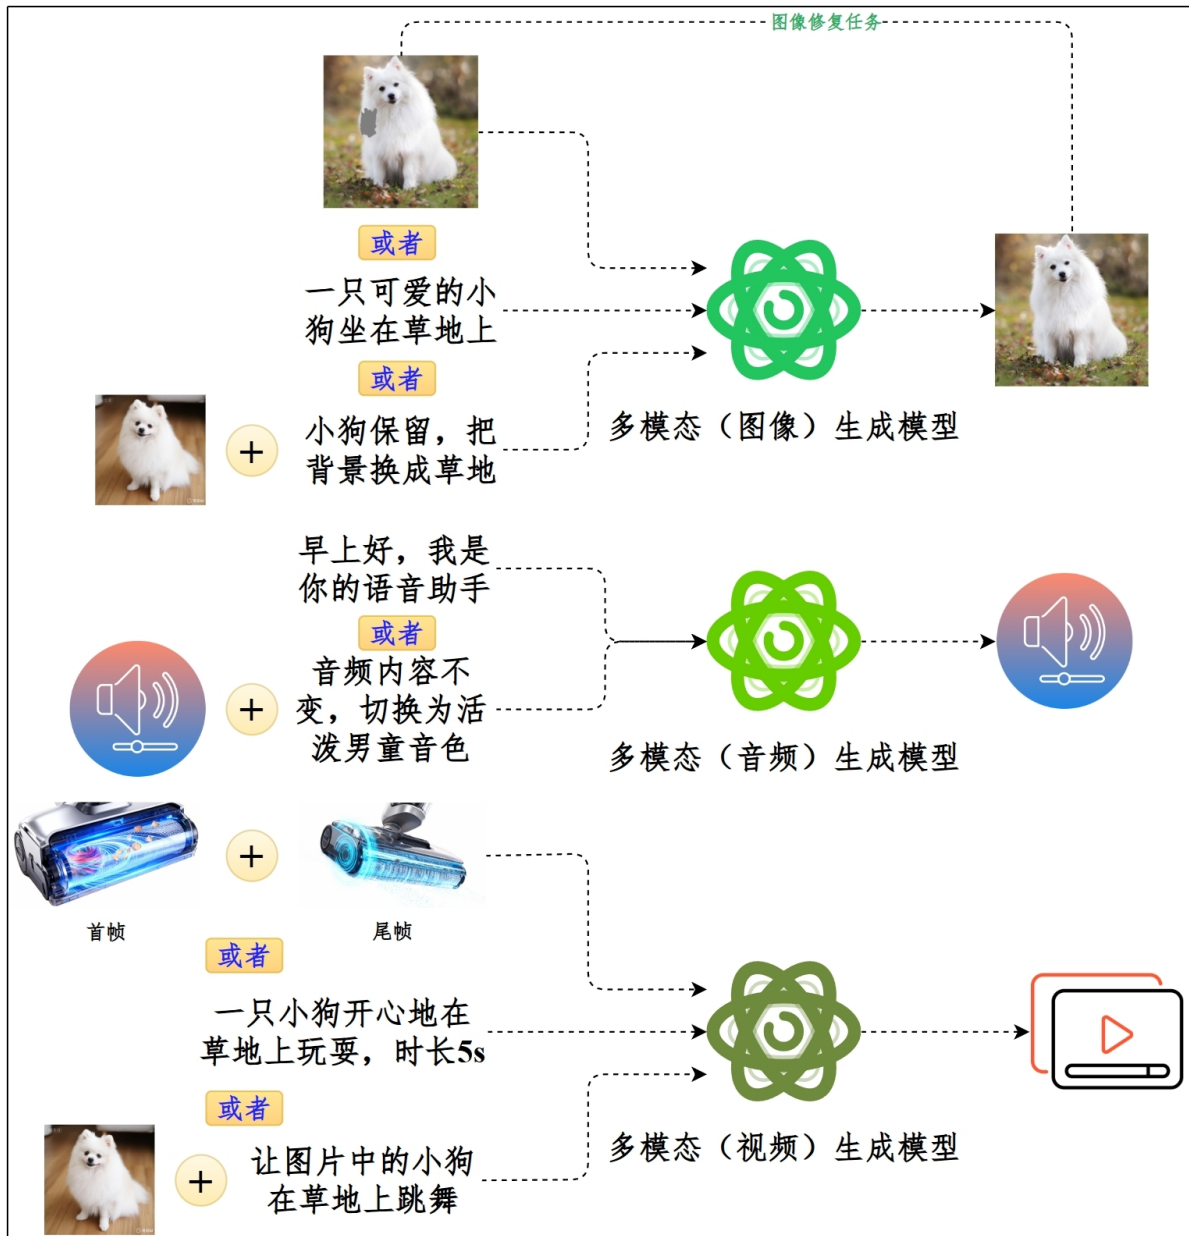 图像修复任务
或者
一只可爱的小
狗坐在草地上
或者
小狗保留，把
背景换成草地
多模态（图像）生成模型
早上好，我是
你的语音助手
或者
音频内容不
变，切换为活
泼男童音色
多模态（音频）生成模型
首帧
尾帧
或者
一只小狗开心地在
草地上玩耍，时长5s
或者
让图片中的小狗
在草地上跳舞
多模态（视频）生成模型